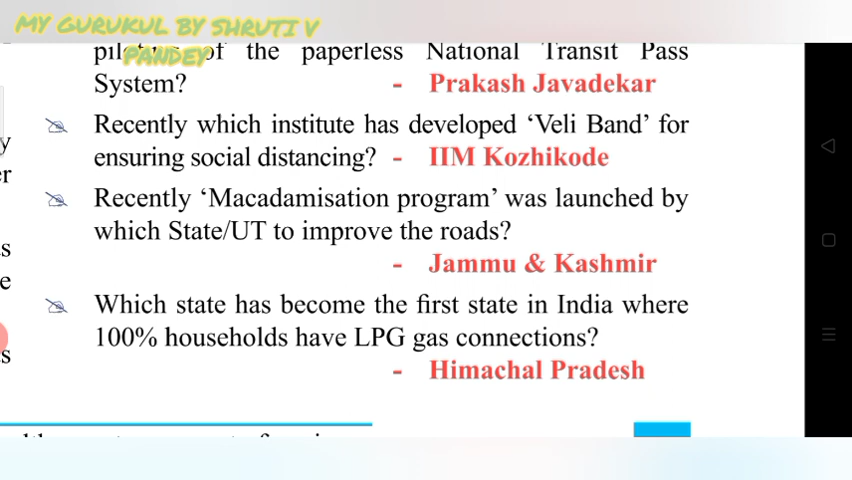 MY GURUKUL BY SHRUTI V
PANDEY
of the paperless National Transit Pass
System? - Prakash Javadekar
Recently which institute has developed ‘Veli Band’ for
ensuring social distancing? - IIM Kozhikode
Recently ‘Macadamisation program’ was launched by
which State/UT to improve the roads?
- Jammu & Kashmir
Which state has become the first state in India where
100% households have LPG gas connections?
- Himachal Pradesh